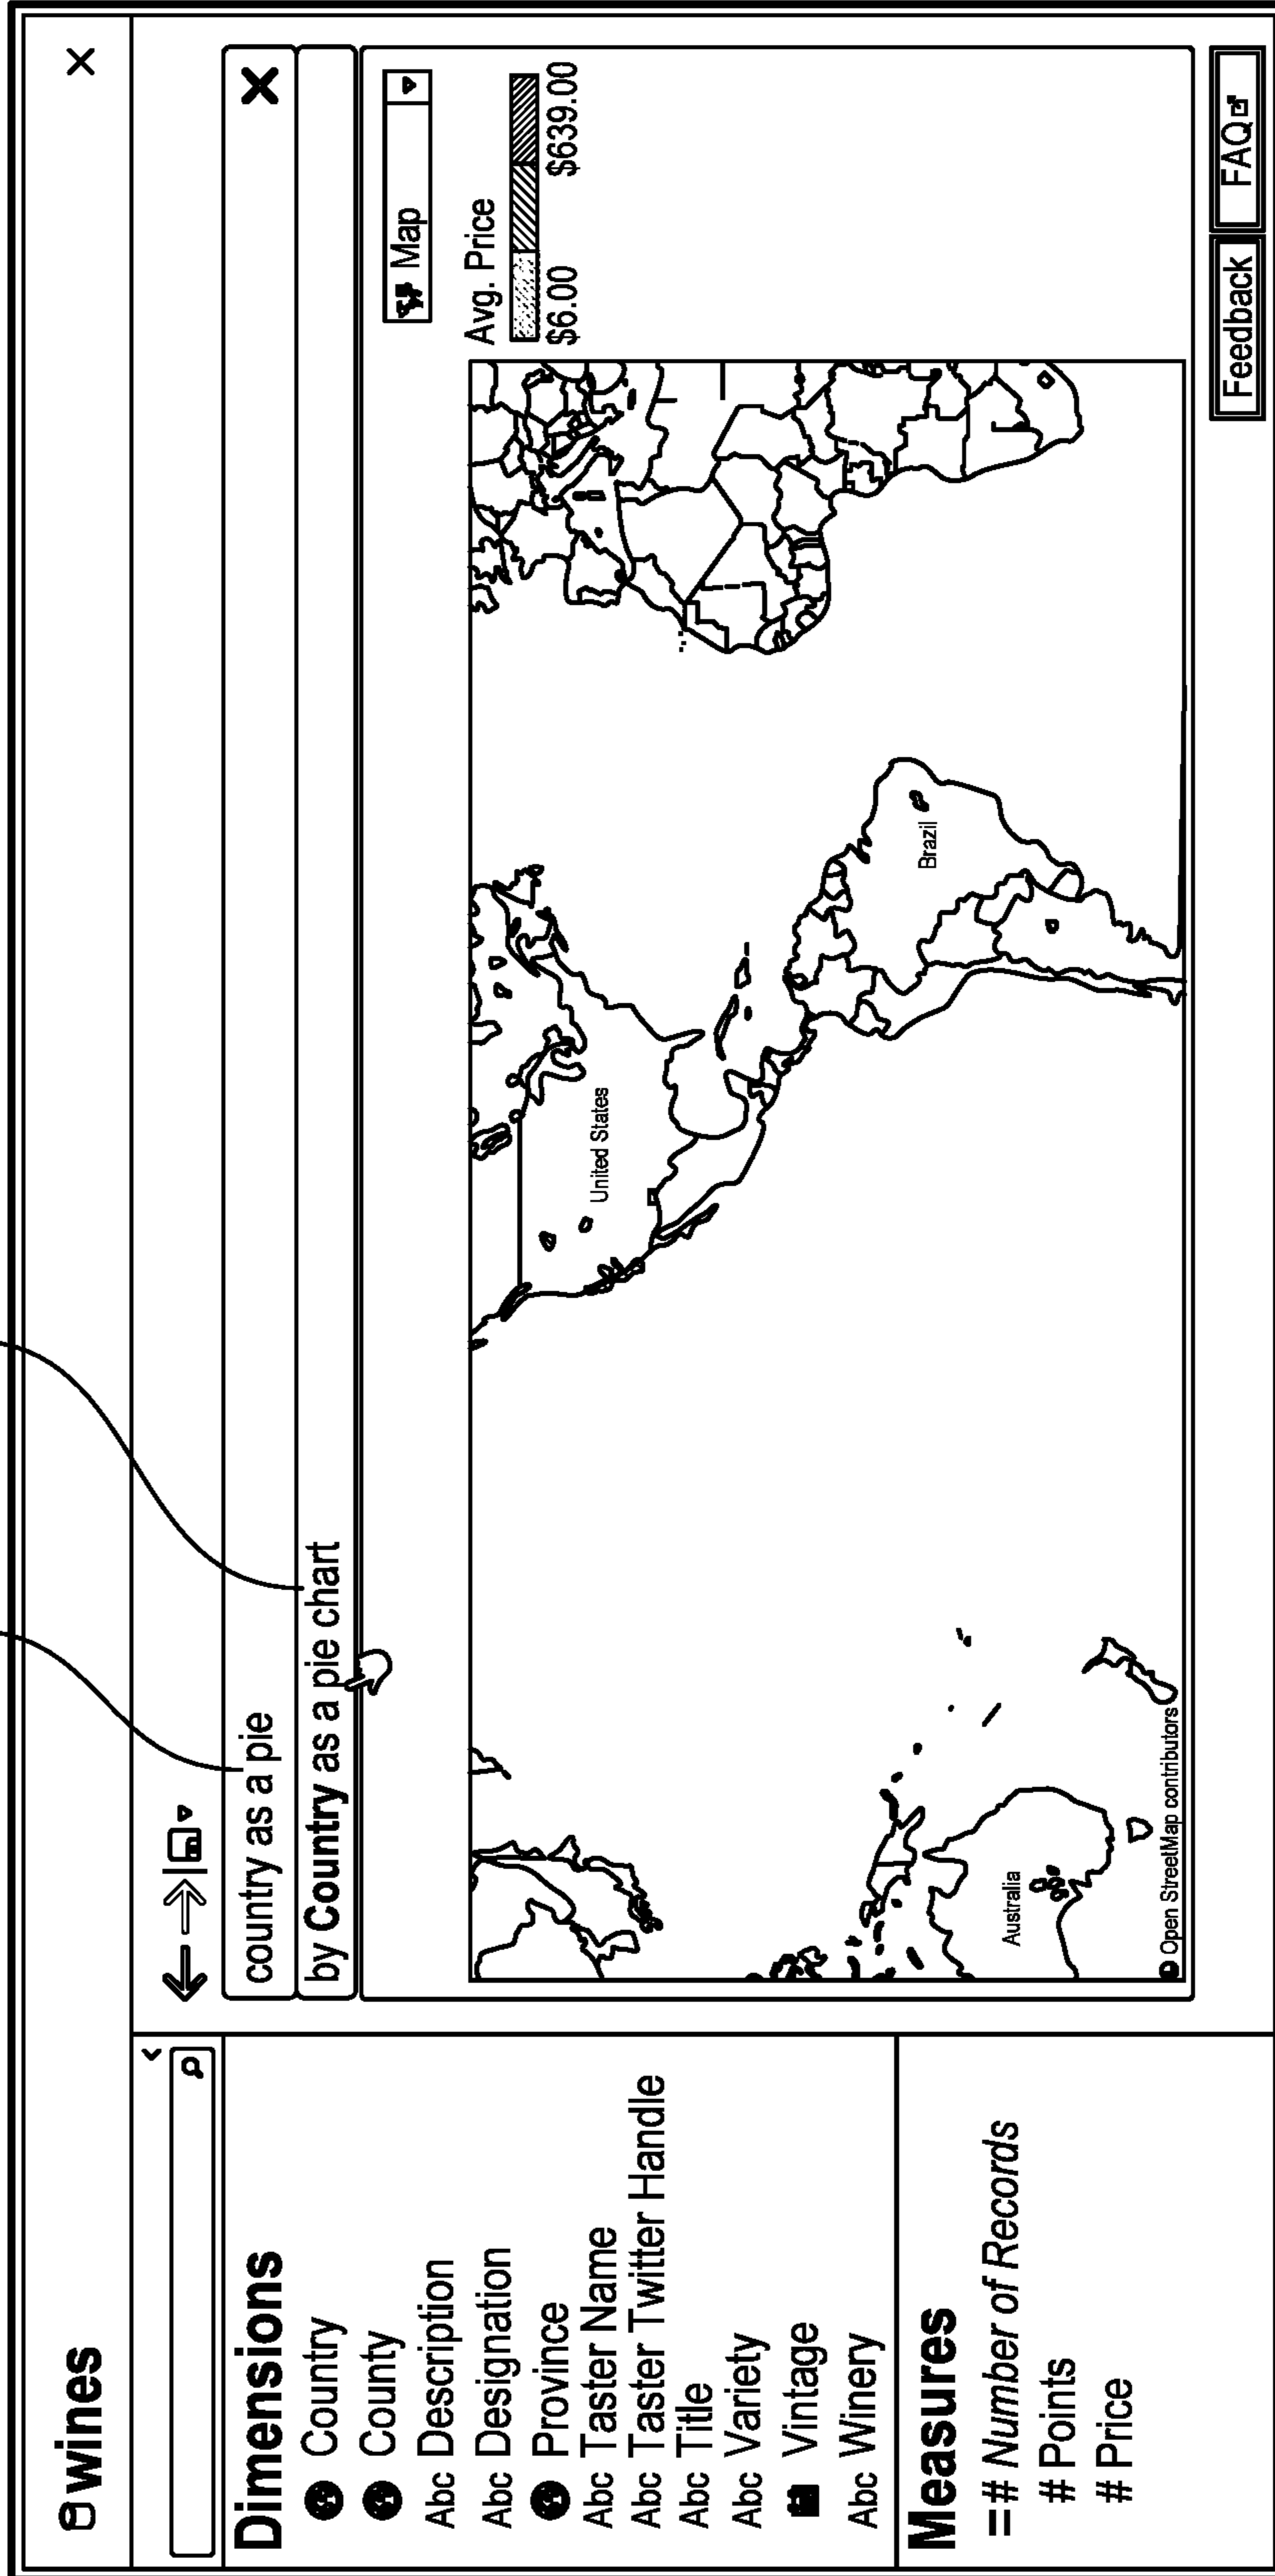 wines
×
Dimensions
Country
County
Abc Description
Abc Designation
Province
Abc Taster Name
Abc Taster Twitter Handle
Abc Title
Abc Variety
Vintage
Abc Winery
Measures
=# Number of Records
# Points
# Price
country as a pie
by Country as a pie chart
Map
Avg. Price
$6.00 $639.00
United States
Brazil
Australia
Open StreetMap contributors
Feedback
FAQ